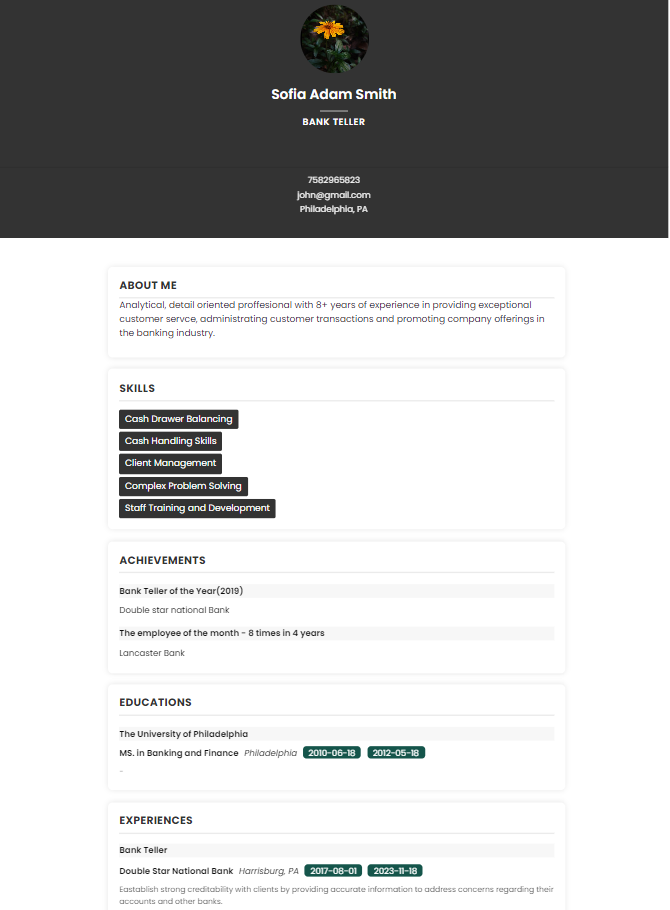 Sofia Adam Smith
BANK TELLER
7582965823
john@gmail.com
Philadelphia, PA
ABOUT ME
Analytical, detail oriented proffesional with 8+ years of experience in providing exceptional
customer servce, administrating customer transactions and promoting company offerings in
the banking industry.
SKILLS
Cash Drawer Balancing
Cash Handling Skills
Client Management
Complex Problem Solving
Staff Training and Development
ACHIEVEMENTS
Bank Teller of the Year(2019)
Double star national Bank
The employee of the month - 8 times in 4 years
Lancaster Bank
EDUCATIONS
The University of Philadelphia
MS. in Banking and Finance Philadelphia 2010-06-18 2012-05-18
-
EXPERIENCES
Bank Teller
Double Star National Bank Harrisburg, PA 2017-08-01 2023-11-18
Eastablish strong creditability with clients by providing accurate information to address concerns regarding their
accounts and other banks.